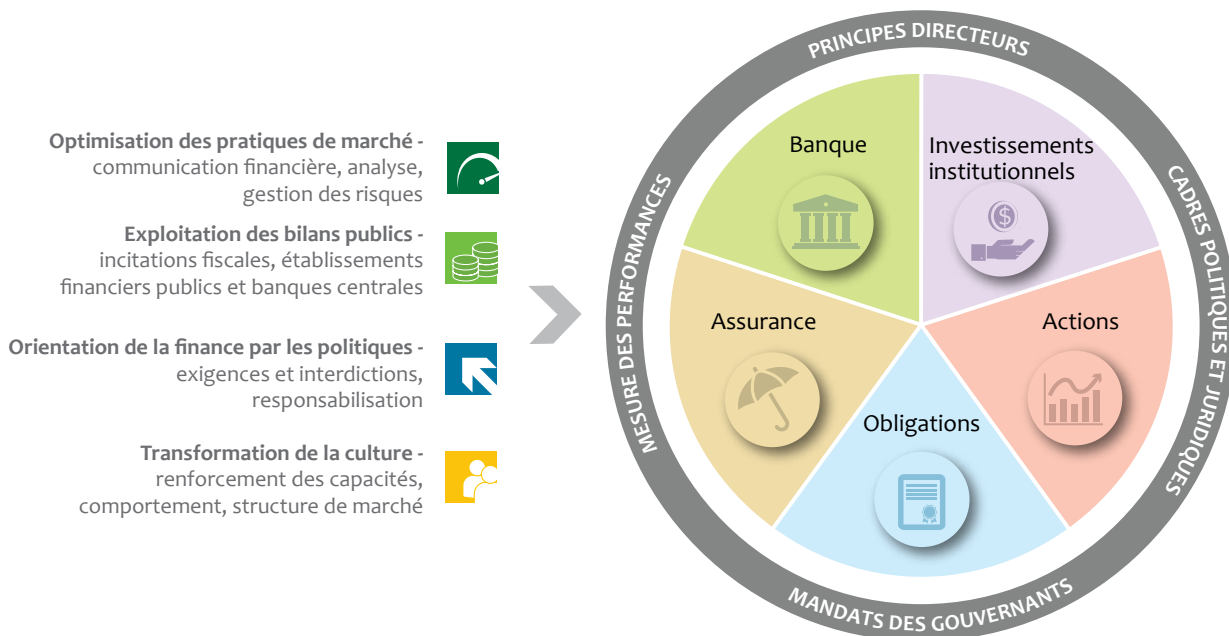 Optimisation des pratiques de marché -
communication financière, analyse,
gestion des risques
Exploitation des bilans publics -
incitations fiscales, établissements
financiers publics et banques centrales
Orientation de la finance par les politiques -
exigences et interdictions,
responsabilisation
Transformation de la culture -
renforcement des capacités,
comportement, structure de marché
PRINCIPES DIRECTEURS
CADRES POLITIQUES ET JURIDIQUES
MANDATS DES GOUVERNANTS
MESURE DES PERFORMANCES
Banque
Investissements
institutionnels
$
Assurance
Actions
Obligations